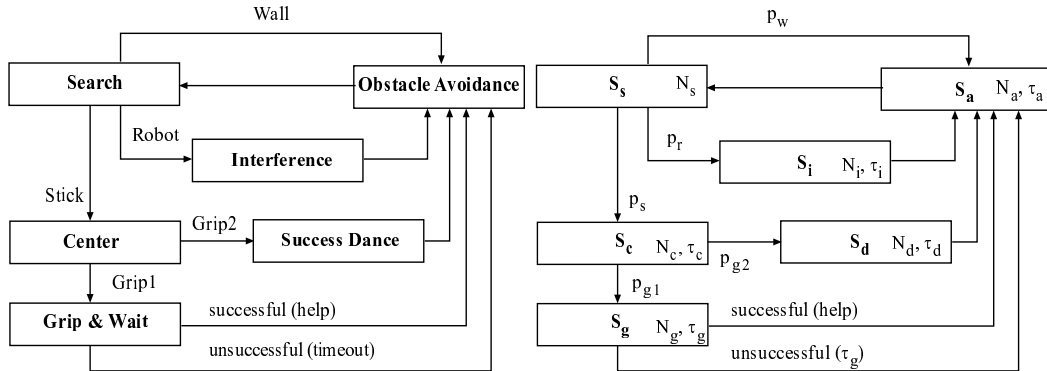 Wall
Search
Obstacle Avoidance
Robot
Interference
Stick
Center
Grip2
Success Dance
Grip1
Grip & Wait
successful (help)
unsuccessful (timeout)
p_w
S_s N_s
S_a N_a, τ_a
p_r
S_i N_i, τ_i
p_s
S_c N_c, τ_c
p_g2
S_d N_d, τ_d
p_g1
S_g N_g, τ_g
successful (help)
unsuccessful (τ_g)